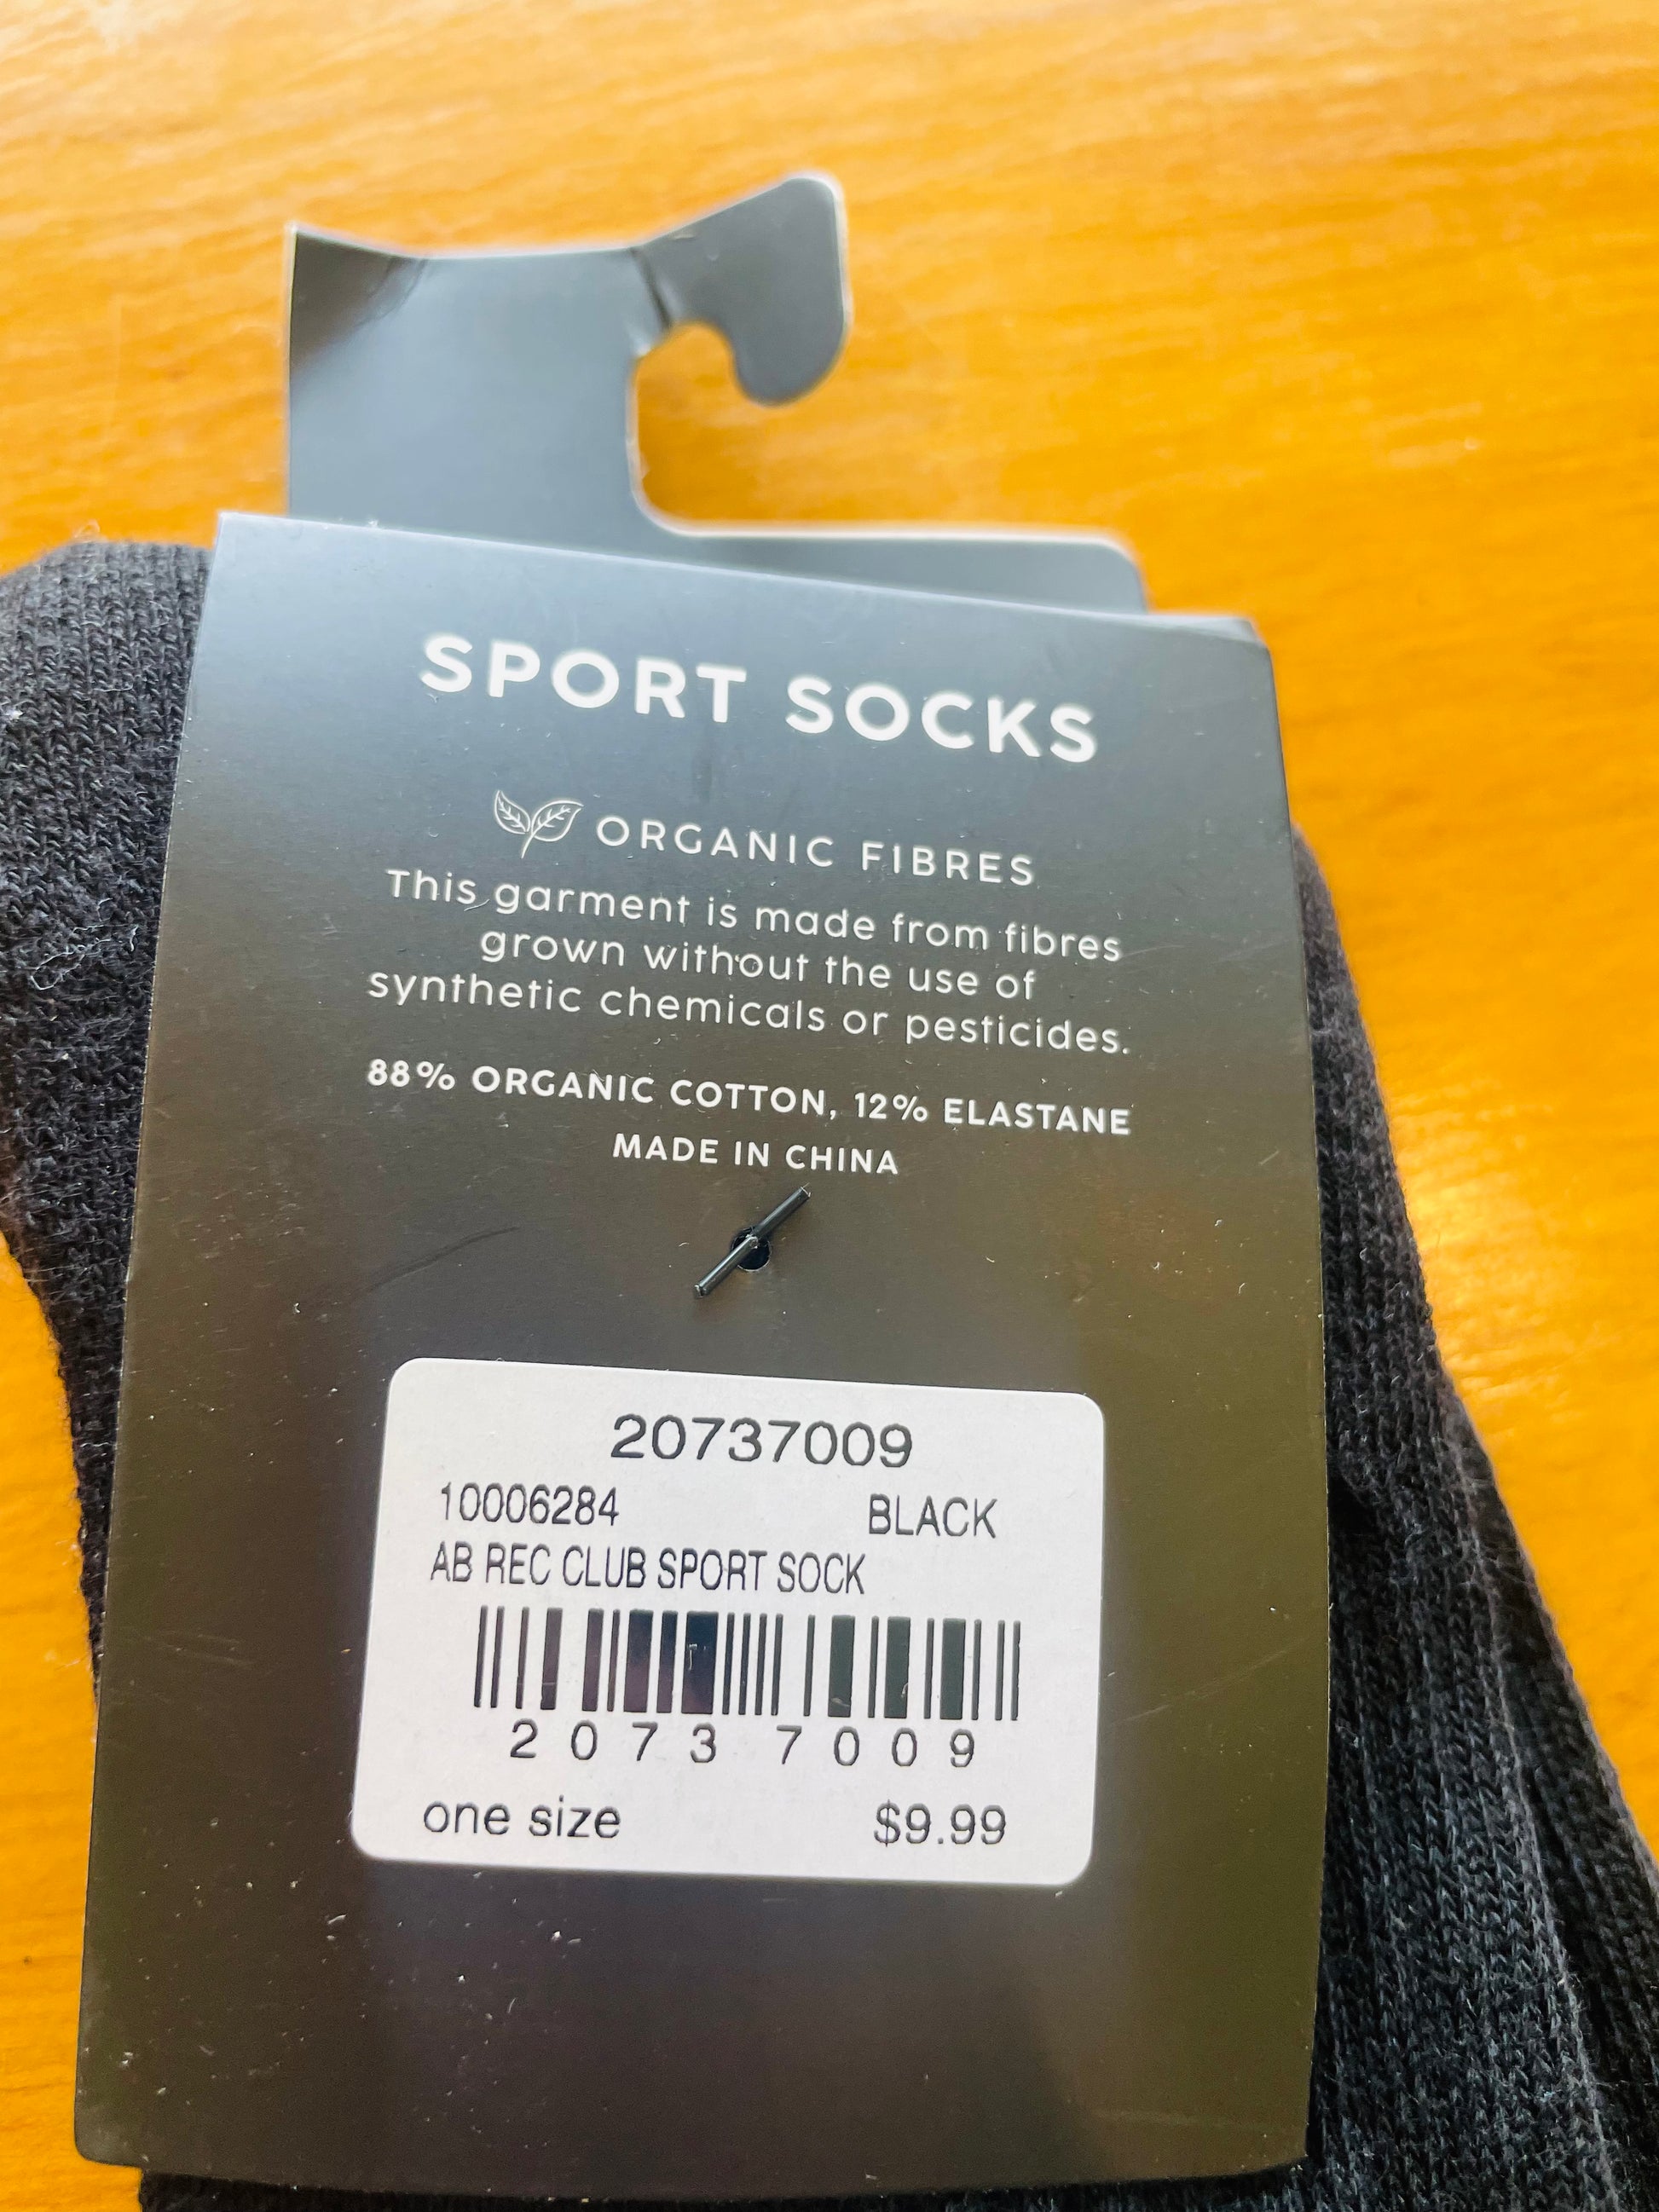 SPORT SOCKS
ORGANIC FIBRES
This garment is made from fibres
grown without the use of
synthetic chemicals or pesticides.
88% ORGANIC COTTON, 12% ELASTANE
MADE IN CHINA
20737009
10006284 BLACK
AB REC CLUB SPORT SOCK
2073 7009
one size $9.99